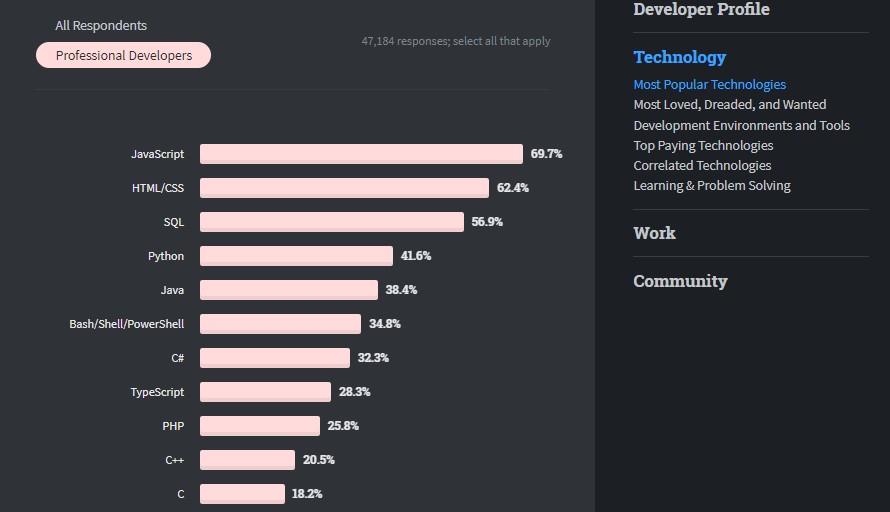 All Respondents
Professional Developers
47,184 responses; select all that apply
JavaScript 69.7%
HTML/CSS 62.4%
SQL 56.9%
Python 41.6%
Java 38.4%
Bash/Shell/PowerShell 34.8%
C# 32.3%
TypeScript 28.3%
PHP 25.8%
C++ 20.5%
C 18.2%
Developer Profile
Technology
Most Popular Technologies
Most Loved, Dreaded, and Wanted
Development Environments and Tools
Top Paying Technologies
Correlated Technologies
Learning & Problem Solving
Work
Community